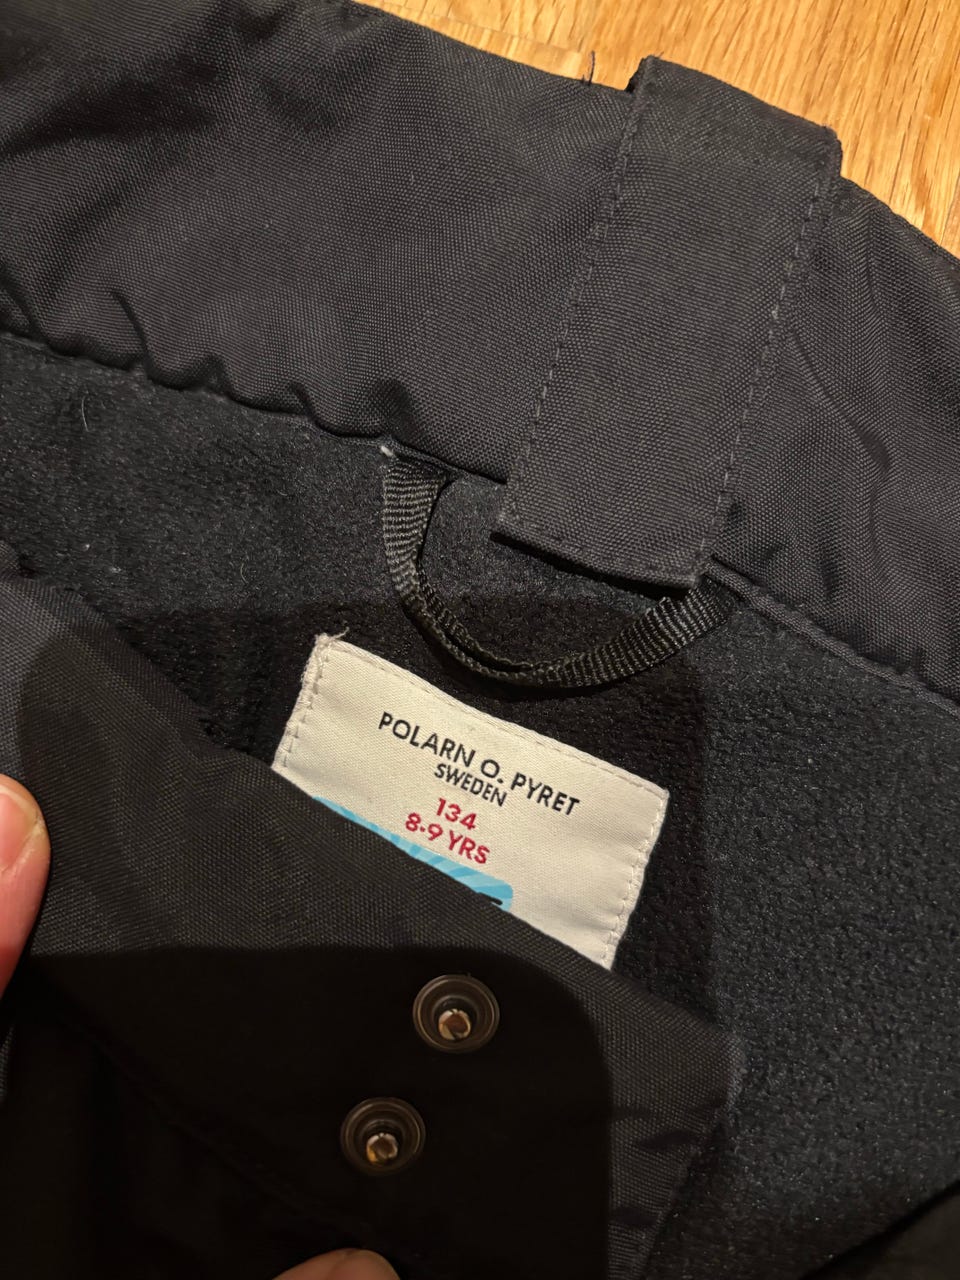 POLARN O. PYRET
SWEDEN
134
8-9 YRS